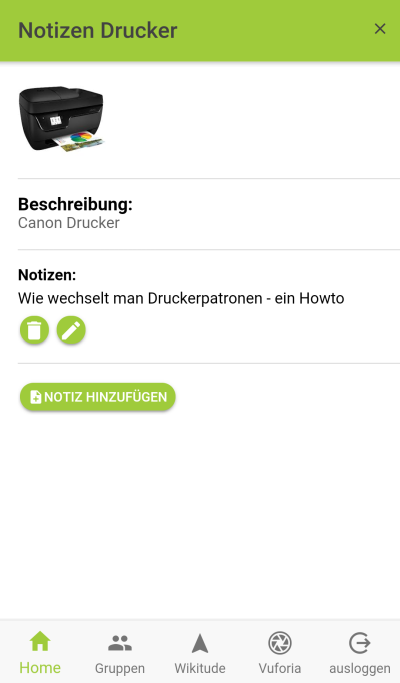 Notizen Drucker
Beschreibung:
Canon Drucker
Notizen:
Wie wechselt man Druckerpatronen - ein Howto
NOTIZ HINZUFÜGEN
Home
Gruppen
Wikitude
Vuforia
ausloggen